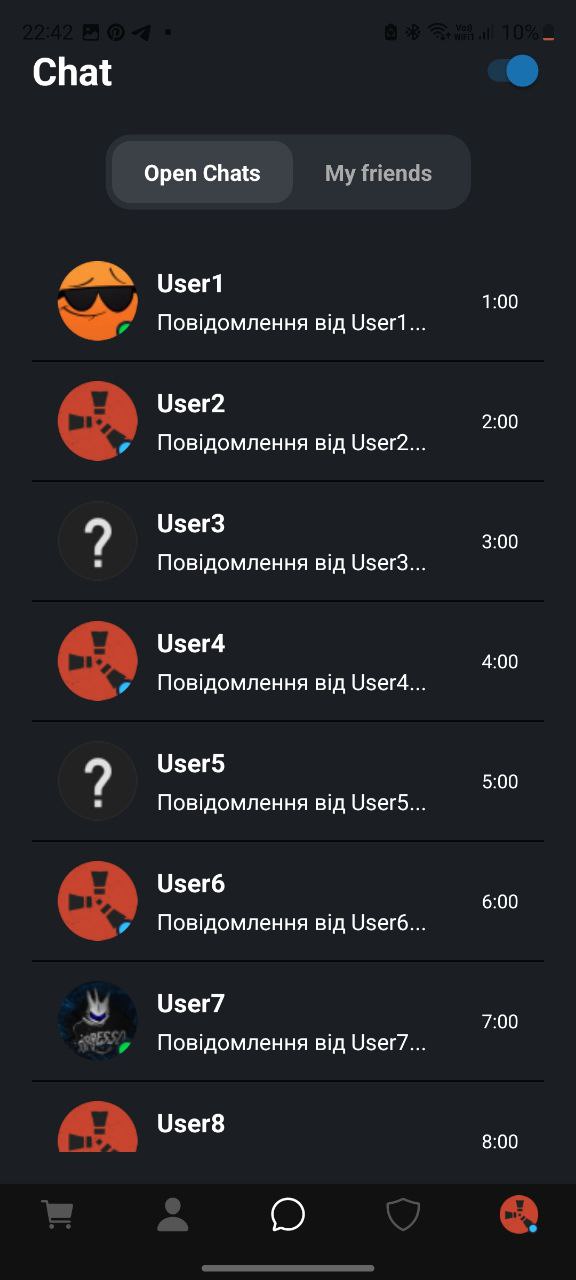 22:42
10%
Chat
Open Chats
My friends
User1
Повідомлення від User1...
1:00
User2
Повідомлення від User2...
2:00
User3
?
Повідомлення від User3...
3:00
User4
Повідомлення від User4...
4:00
User5
?
Повідомлення від User5...
5:00
User6
Повідомлення від User6...
6:00
User7
Повідомлення від User7...
7:00
User8
8:00